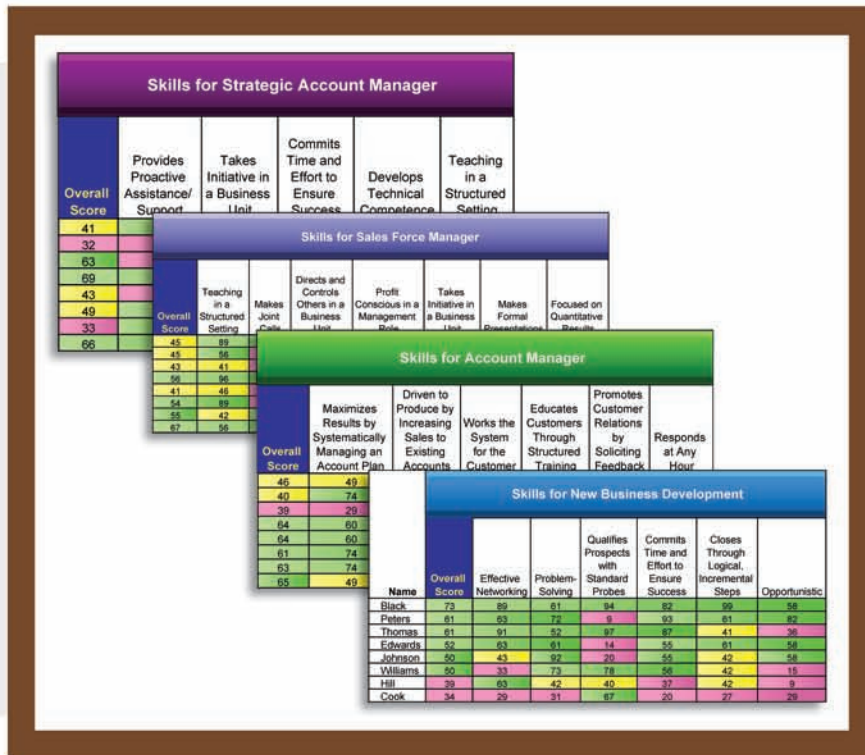 Skills for Strategic Account Manager
Overall Score
Provides Proactive Assistance/ Support
Takes Initiative in a Business Unit
Commits Time and Effort to Ensure Success
Develops Technical Competence
Teaching in a Structured Setting
41
32
63
69
43
49
33
66
Skills for Sales Force Manager
Overall Score
Teaching in a Structured Setting
Makes Joint Calls
Directs and Controls Others in a Business Unit
Profit Conscious in a Management Role
Takes Initiative in a Business Unit
Makes Formal Presentations
Focused on Quantitative Results
45 89
45 56
43 41
56 96
41 46
54 89
55 42
67 56
Skills for Account Manager
Overall Score
Maximizes Results by Systematically Managing an Account Plan
Driven to Produce by Increasing Sales to Existing Accounts
Works the System for the Customer
Educates Customers Through Structured Training
Promotes Customer Relations by Soliciting Feedback
Responds at Any Hour
46 49
40 74
39 29
64 60
64 60
61 74
63 74
65 49
Skills for New Business Development
Name
Overall Score
Effective Networking
Problem-Solving
Qualifies Prospects with Standard Probes
Commits Time and Effort to Ensure Success
Closes Through Logical, Incremental Steps
Opportunistic
Black 73 89 61 94 82 99 58
Peters 61 63 72 9 93 61 82
Thomas 61 91 52 97 87 41 36
Edwards 52 63 61 14 55 61 58
Johnson 50 43 92 20 55 42 58
Williams 50 33 73 78 56 42 15
Hill 39 63 42 40 37 42 9
Cook 34 29 31 67 20 27 29